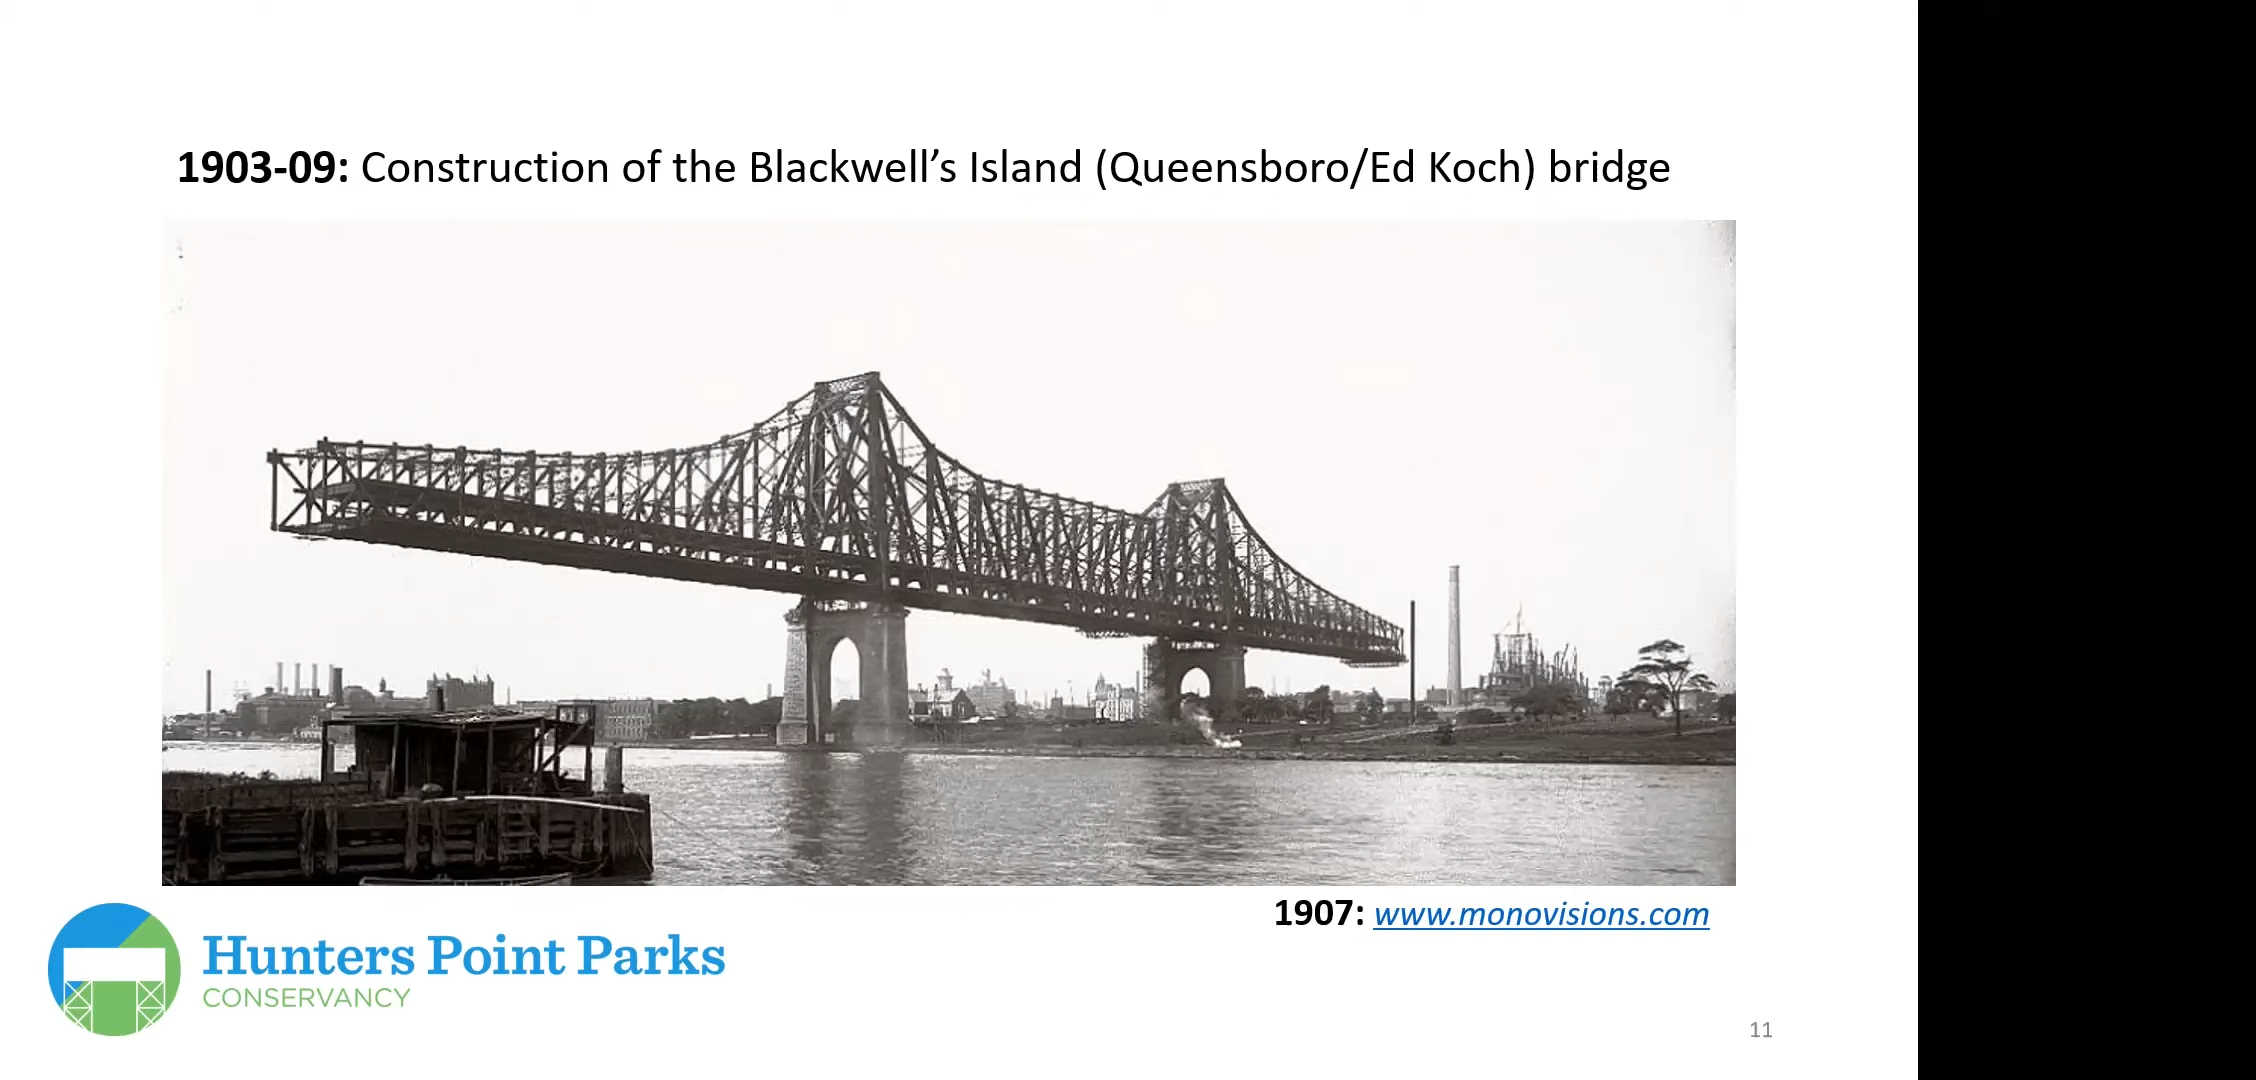 1903-09: Construction of the Blackwell’s Island (Queensboro/Ed Koch) bridge
1907: www.monovisions.com
Hunters Point Parks
CONSERVANCY
11